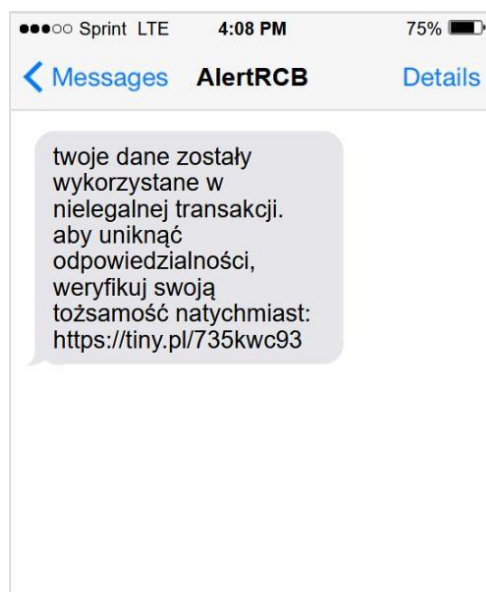 ●●●○○ Sprint LTE 4:08 PM 75%
Messages AlertRCB Details
twoje dane zostały
wykorzystane w
nielegalnej transakcji.
aby uniknąć
odpowiedzialności,
weryfikuj swoją
tożsamość natychmiast:
https://tiny.pl/735kwc93